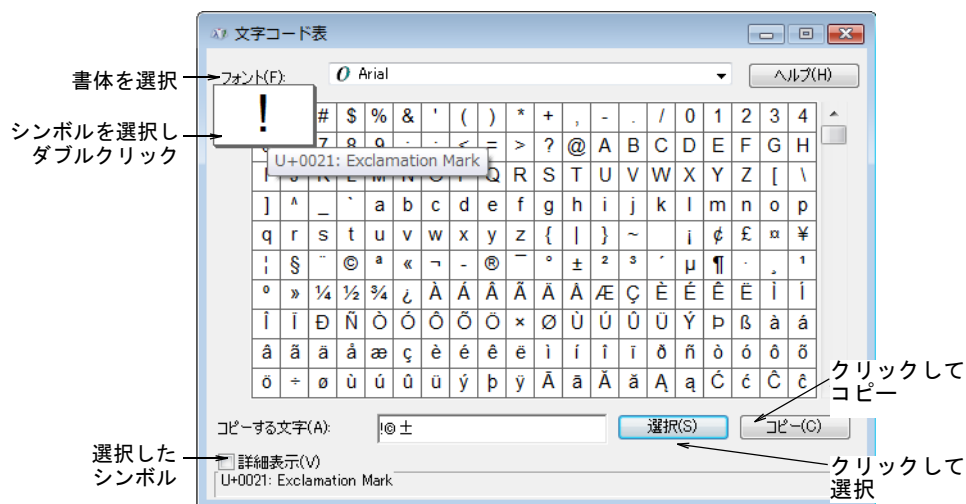 文字コード表
書体を選択
フォント(F):
Arial
ヘルプ(H)
シンボルを選択し
ダブルクリック
! # $ % & ' ( ) * + , - . / 0 1 2 3 4
> ? @ A B C D E F G H
U+0021: Exclamation Mark
Q R S T U V W X Y Z [ \
] ^ _ ` a b c d e f g h i j k l m n o p
q r s t u v w x y z { | } ~ ¡ ¢ £ ¤ ¥
¦ § ¨ © ª « ¬ - ® ¯ ° ± ² ³ ´ µ ¶ · ¸ ¹
º » ¼ ½ ¾ ¿ À Á Â Ã Ä Å Æ Ç È É Ê Ë Ì Í
Î Ï Ð Ñ Ò Ó Ô Õ Ö × Ø Ù Ú Û Ü Ý Þ ß à á
â ã ä å æ ç è é ê ë ì í î ï ð ñ ò ó ô õ
ö ÷ ø ù ú û ü ý þ ÿ Ā ā Ă ă Ą ą Ć ć Ĉ ĉ
クリックして
コピー
コピーする文字(A):
!©±
選択(S)
コピー(C)
選択した
シンボル
詳細表示(V)
U+0021: Exclamation Mark
クリックして
選択